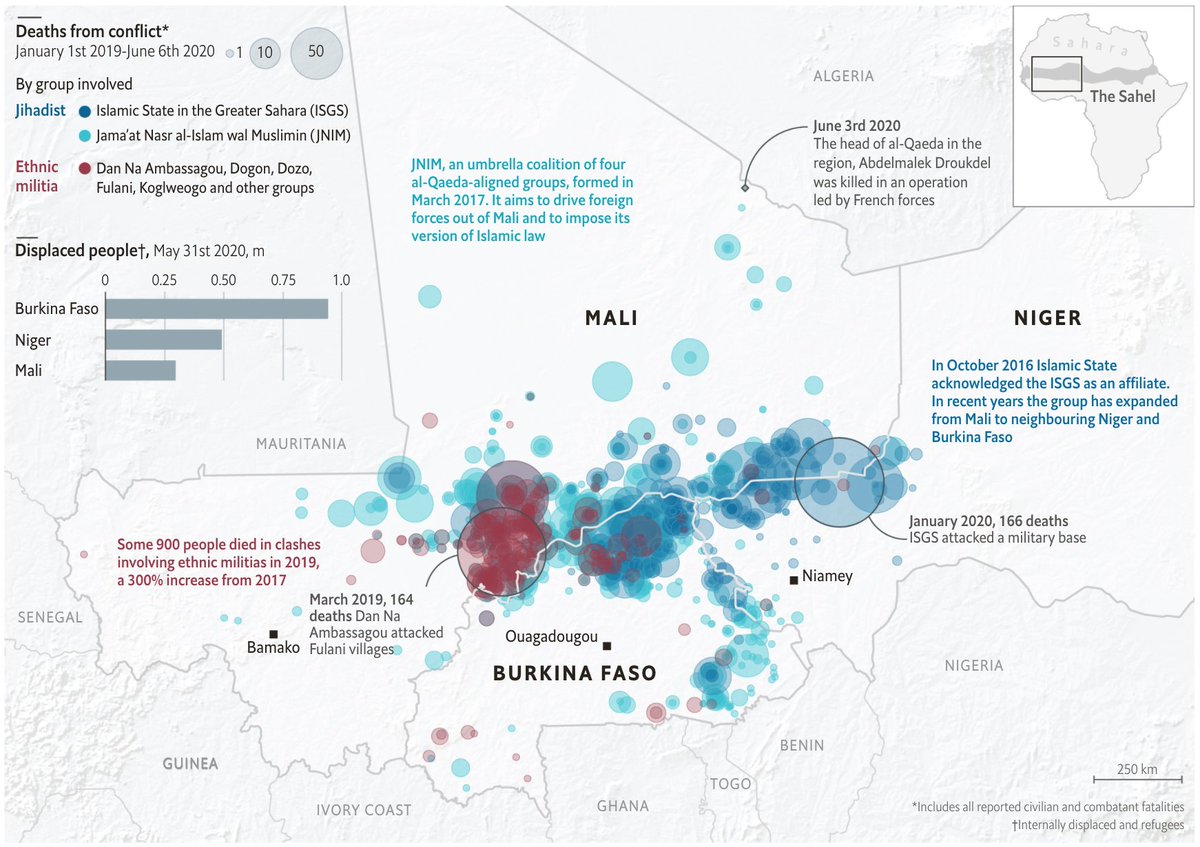 Deaths from conflict*
January 1st 2019-June 6th 2020
1
10
50
By group involved
Jihadist
Islamic State in the Greater Sahara (ISGS)
Jama'at Nasr al-Islam wal Muslimin (JNIM)
Ethnic
militia
Dan Na Ambassagou, Dogon, Dozo,
Fulani, Koglweogo and other groups
Displaced people†, May 31st 2020, m
0
0.25
0.50
0.75
1.0
Burkina Faso
Niger
Mali
JNIM, an umbrella coalition of four
al-Qaeda-aligned groups, formed in
March 2017. It aims to drive foreign
forces out of Mali and to impose its
version of Islamic law
ALGERIA
June 3rd 2020
The head of al-Qaeda in the
region, Abdelmalek Droukdel
was killed in an operation
led by French forces
Sahara
The Sahel
MALI
NIGER
In October 2016 Islamic State
acknowledged the ISGS as an affiliate.
In recent years the group has expanded
from Mali to neighbouring Niger and
Burkina Faso
MAURITANIA
January 2020, 166 deaths
ISGS attacked a military base
Some 900 people died in clashes
involving ethnic militias in 2019,
a 300% increase from 2017
March 2019, 164
deaths Dan Na
Ambassagou attacked
Fulani villages
Niamey
SENEGAL
Bamako
Ouagadougou
BURKINA FASO
NIGERIA
BENIN
GUINEA
TOGO
IVORY COAST
GHANA
250 km
*Includes all reported civilian and combatant fatalities
†Internally displaced and refugees